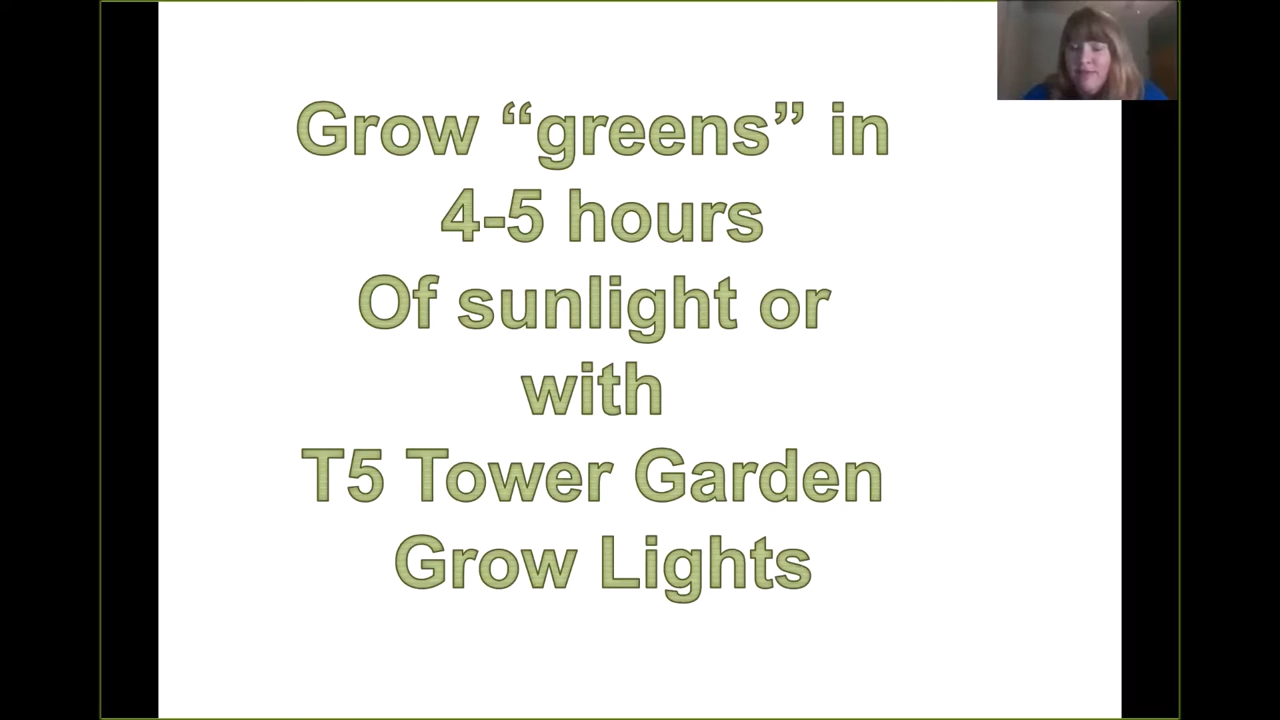 Grow “greens” in
4-5 hours
Of sunlight or
with
T5 Tower Garden
Grow Lights